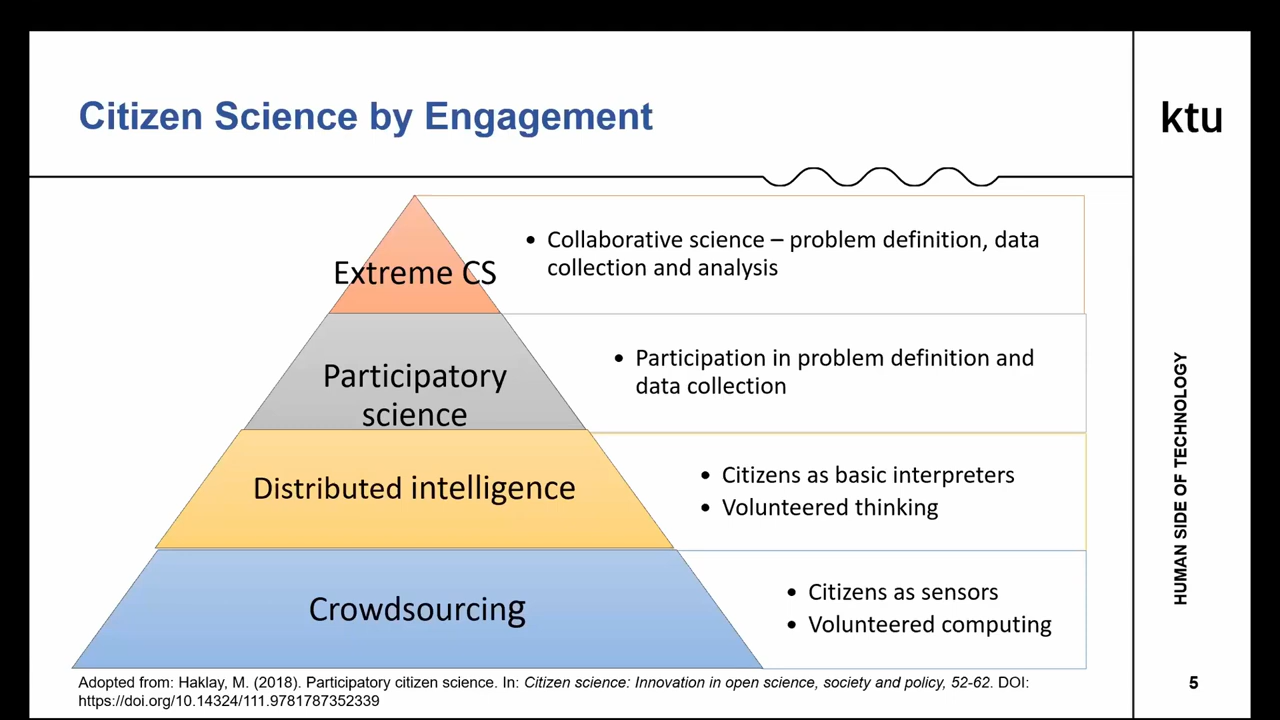 Citizen Science by Engagement
ktu
Extreme CS
• Collaborative science – problem definition, data
collection and analysis
Participatory
science
• Participation in problem definition and
data collection
Distributed intelligence
• Citizens as basic interpreters
• Volunteered thinking
Crowdsourcing
• Citizens as sensors
• Volunteered computing
HUMAN SIDE OF TECHNOLOGY
Adopted from: Haklay, M. (2018). Participatory citizen science. In: Citizen science: Innovation in open science, society and policy, 52-62. DOI:
https://doi.org/10.14324/111.9781787352339
5